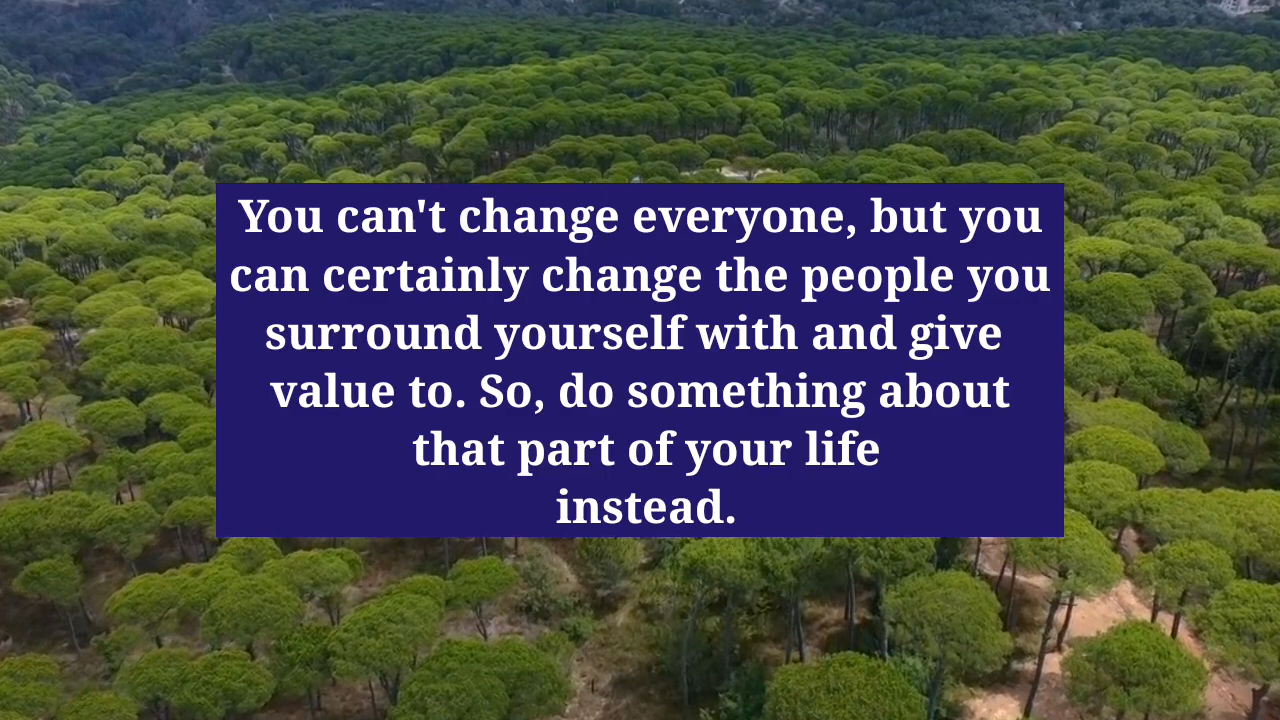 You can't change everyone, but you
can certainly change the people you
surround yourself with and give
value to. So, do something about
that part of your life
instead.